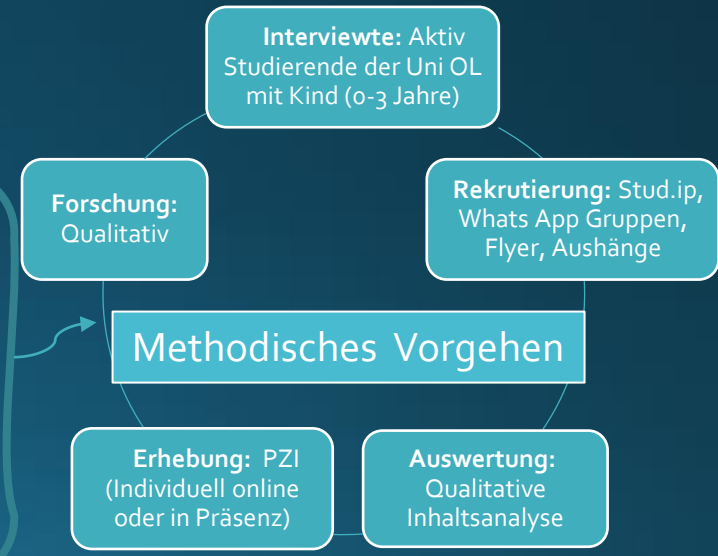 Interviewte: Aktiv
Studierende der Uni OL
mit Kind (0-3 Jahre)
Forschung:
Qualitativ
Rekrutierung: Stud.ip,
Whats App Gruppen,
Flyer, Aushänge
Methodisches Vorgehen
Erhebung: PZI
(Individuell online
oder in Präsenz)
Auswertung:
Qualitative
Inhaltsanalyse